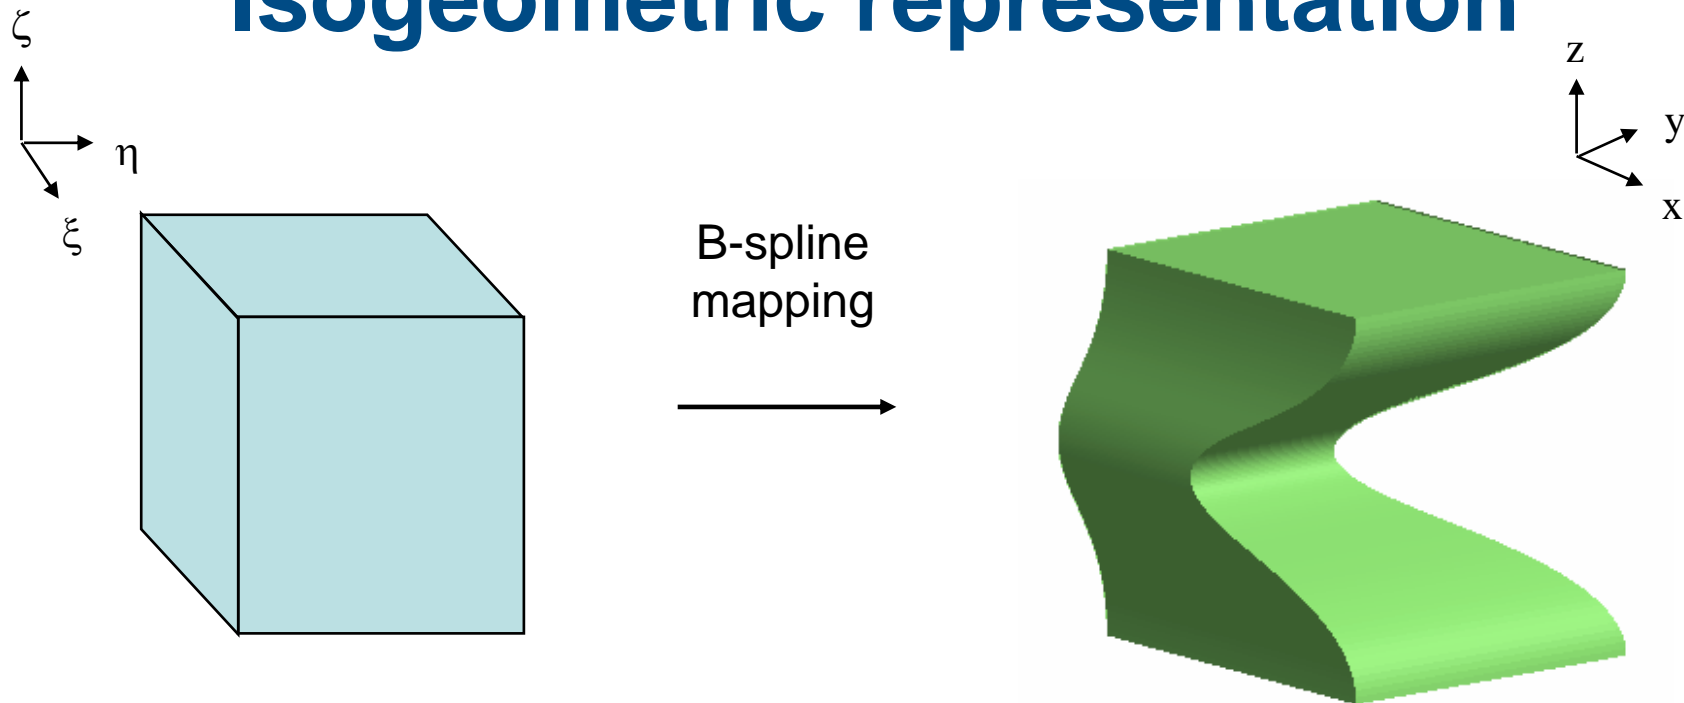 Isogeometric representation
ζ
η
ξ
B-spline
mapping
z
y
x